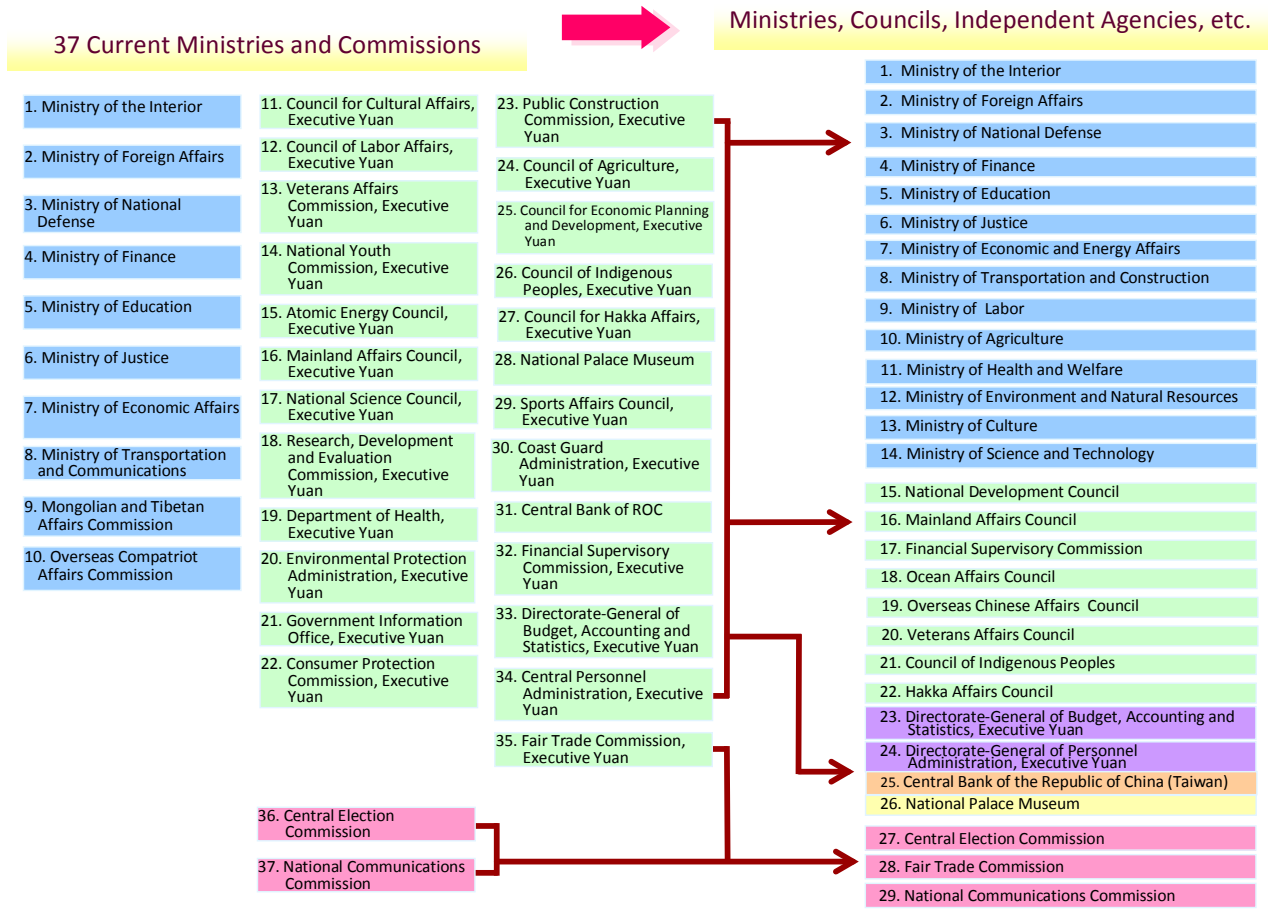 37 Current Ministries and Commissions
Ministries, Councils, Independent Agencies, etc.
1. Ministry of the Interior
2. Ministry of Foreign Affairs
3. Ministry of National
Defense
4. Ministry of Finance
5. Ministry of Education
6. Ministry of Justice
7. Ministry of Economic Affairs
8. Ministry of Transportation
and Communications
9. Mongolian and Tibetan
Affairs Commission
10. Overseas Compatriot
Affairs Commission
11. Council for Cultural Affairs,
Executive Yuan
12. Council of Labor Affairs,
Executive Yuan
13. Veterans Affairs
Commission, Executive
Yuan
14. National Youth
Commission, Executive
Yuan
15. Atomic Energy Council,
Executive Yuan
16. Mainland Affairs Council,
Executive Yuan
17. National Science Council,
Executive Yuan
18. Research, Development
and Evaluation
Commission, Executive
Yuan
19. Department of Health,
Executive Yuan
20. Environmental Protection
Administration, Executive
Yuan
21. Government Information
Office, Executive Yuan
22. Consumer Protection
Commission, Executive
Yuan
23. Public Construction
Commission, Executive
Yuan
24. Council of Agriculture,
Executive Yuan
25. Council for Economic Planning
and Development, Executive
Yuan
26. Council of Indigenous
Peoples, Executive Yuan
27. Council for Hakka Affairs,
Executive Yuan
28. National Palace Museum
29. Sports Affairs Council,
Executive Yuan
30. Coast Guard
Administration, Executive
Yuan
31. Central Bank of ROC
32. Financial Supervisory
Commission, Executive
Yuan
33. Directorate-General of
Budget, Accounting and
Statistics, Executive Yuan
34. Central Personnel
Administration, Executive
Yuan
35. Fair Trade Commission,
Executive Yuan
36. Central Election
Commission
37. National Communications
Commission
1. Ministry of the Interior
2. Ministry of Foreign Affairs
3. Ministry of National Defense
4. Ministry of Finance
5. Ministry of Education
6. Ministry of Justice
7. Ministry of Economic and Energy Affairs
8. Ministry of Transportation and Construction
9. Ministry of Labor
10. Ministry of Agriculture
11. Ministry of Health and Welfare
12. Ministry of Environment and Natural Resources
13. Ministry of Culture
14. Ministry of Science and Technology
15. National Development Council
16. Mainland Affairs Council
17. Financial Supervisory Commission
18. Ocean Affairs Council
19. Overseas Chinese Affairs Council
20. Veterans Affairs Council
21. Council of Indigenous Peoples
22. Hakka Affairs Council
23. Directorate-General of Budget, Accounting and
Statistics, Executive Yuan
24. Directorate-General of Personnel
Administration, Executive Yuan
25. Central Bank of the Republic of China (Taiwan)
26. National Palace Museum
27. Central Election Commission
28. Fair Trade Commission
29. National Communications Commission